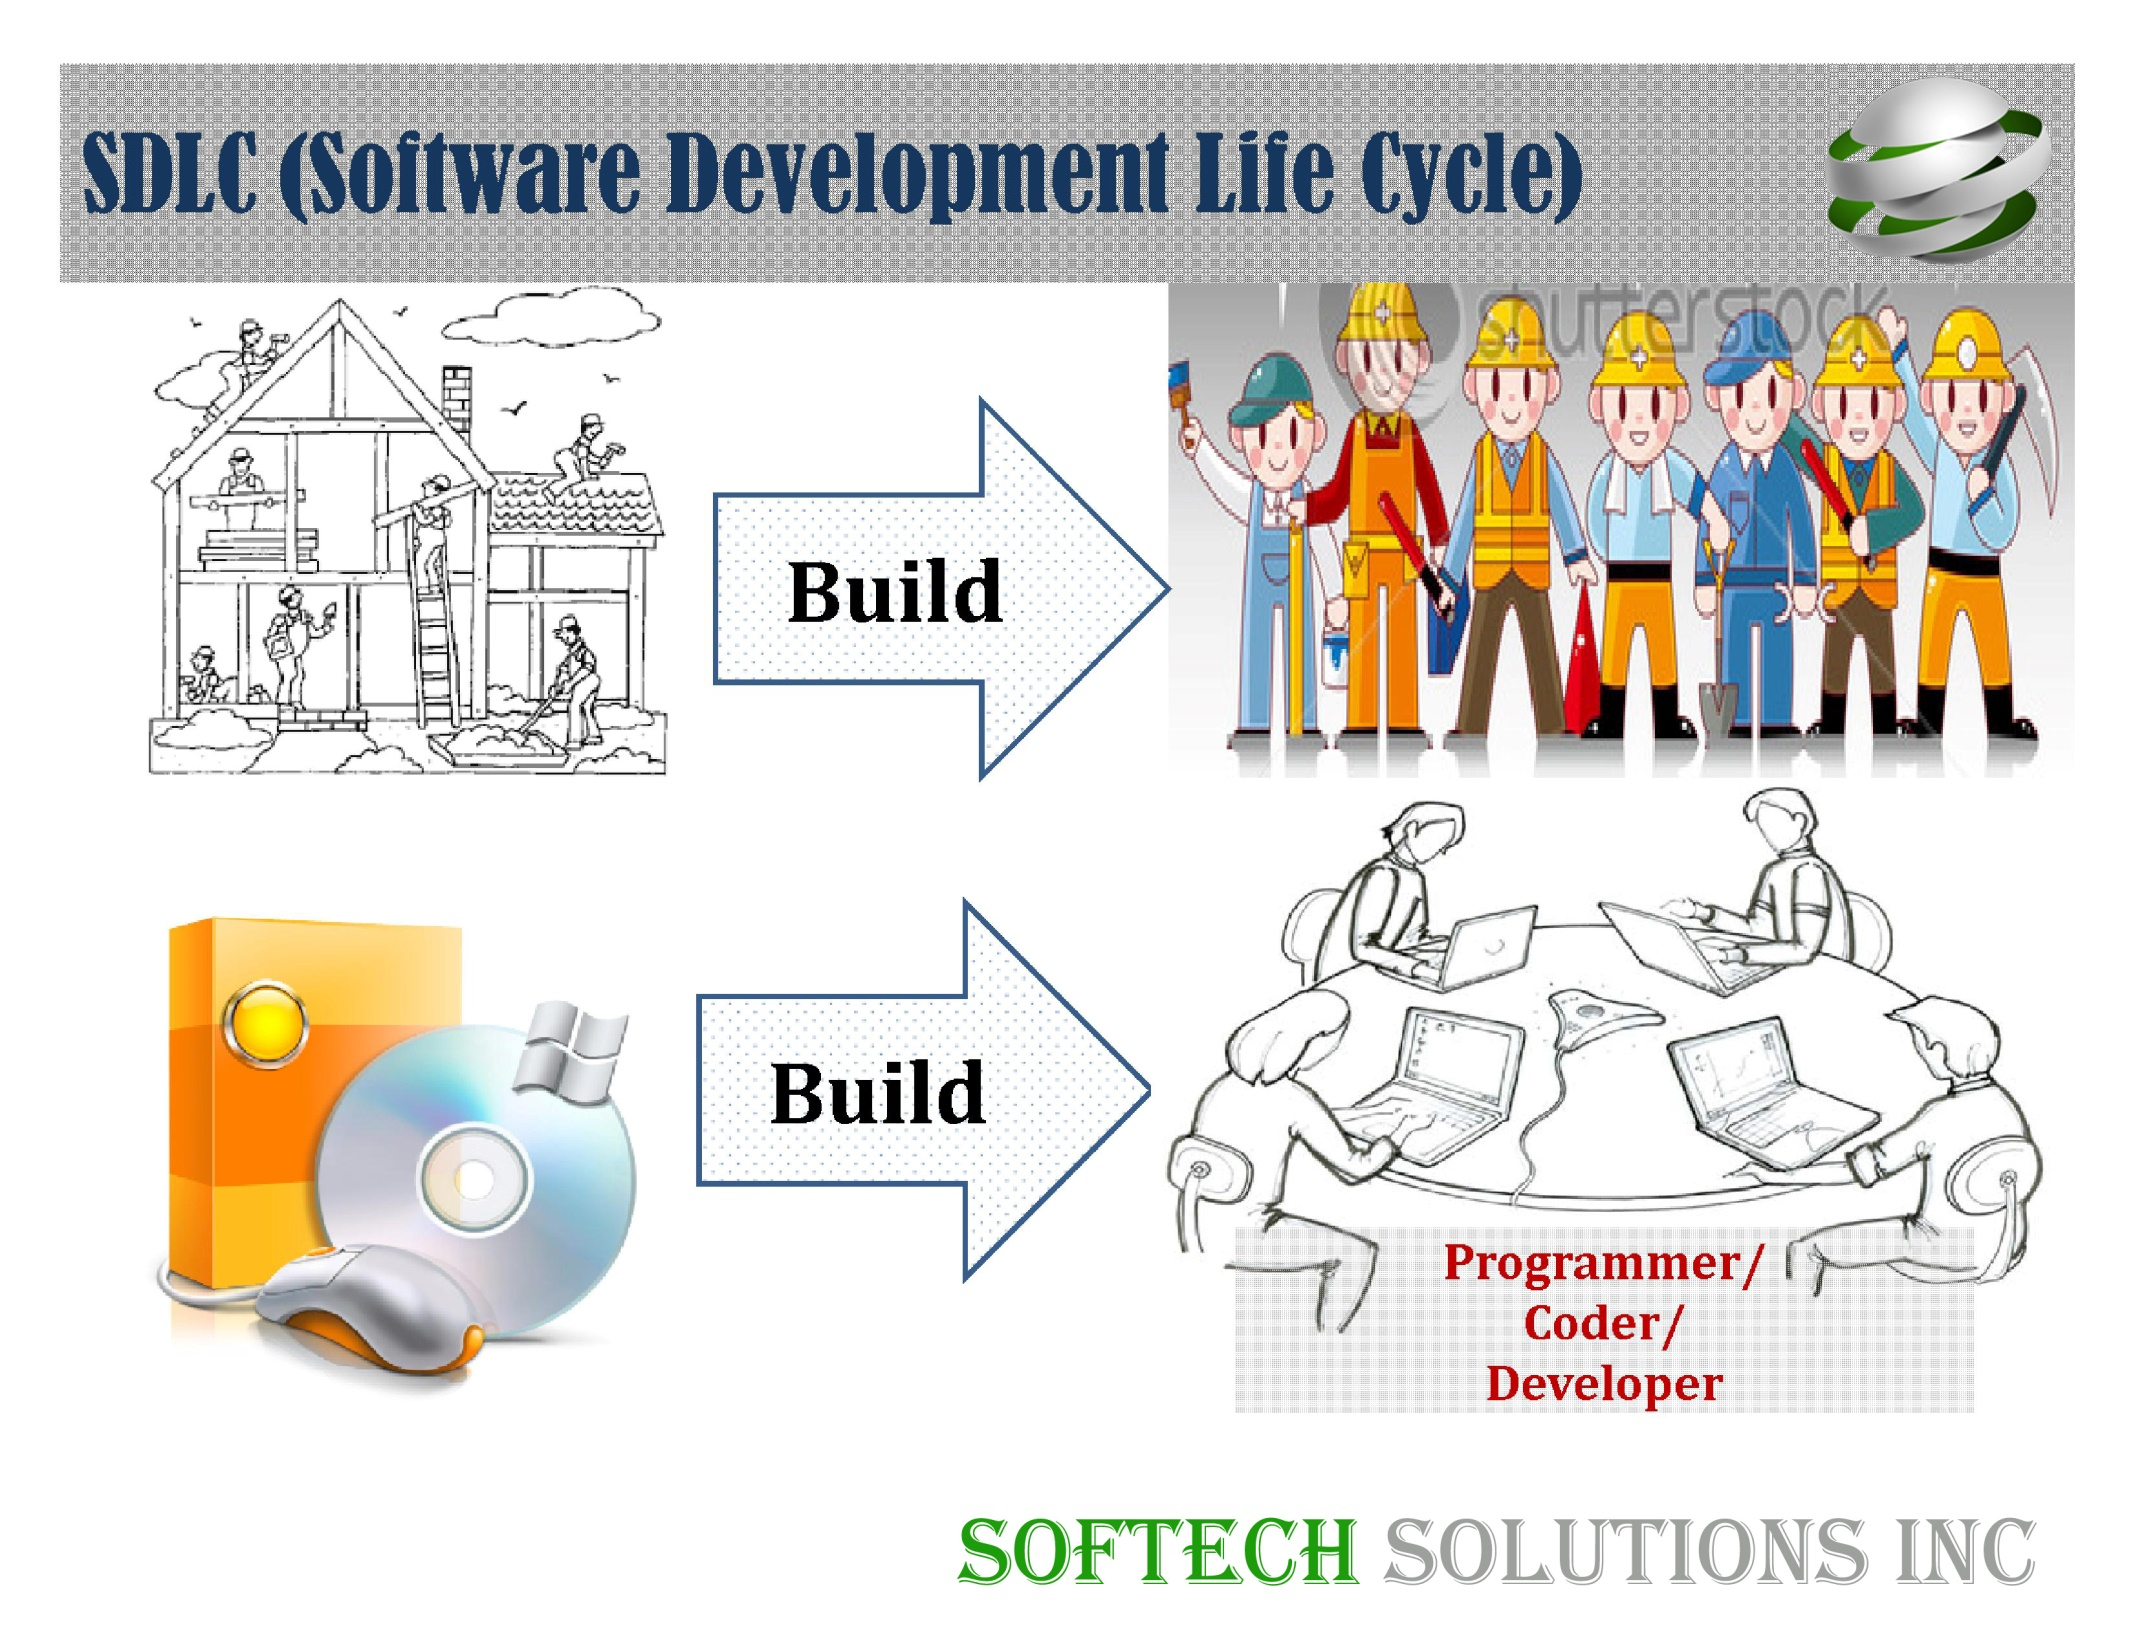 SDLC (Software Development Life Cycle)
shutterstock
Build
Build
Programmer/
Coder/
Developer
SOFTECH SOLUTIONS INC